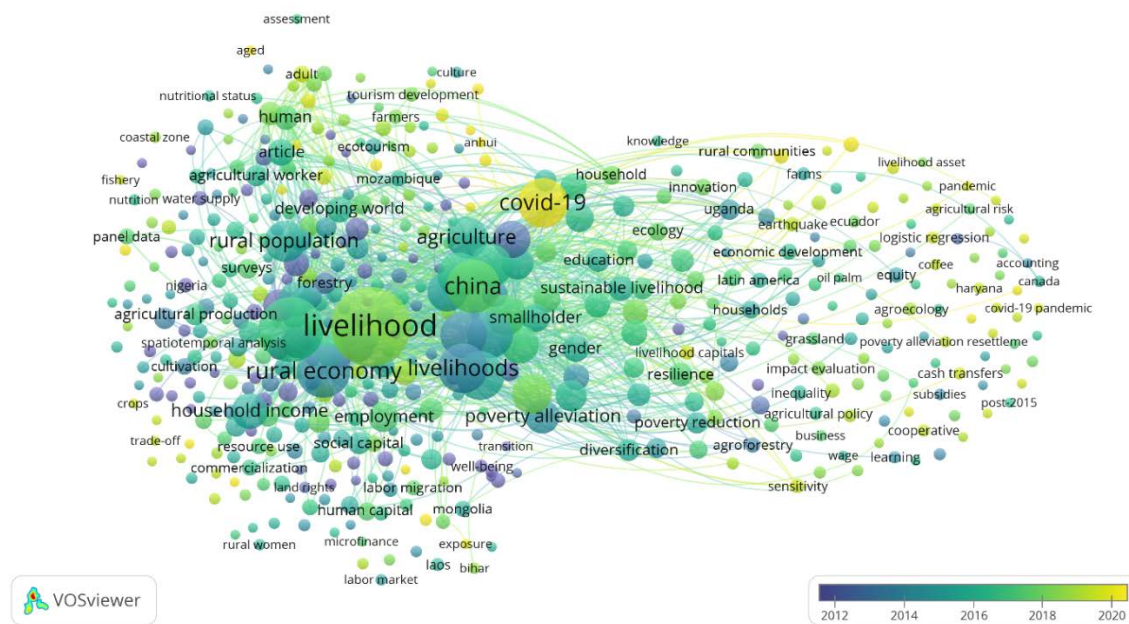 assessment
aged
adult
culture
nutritional status
tourism development
human
farmers
coastal zone
anhui
knowledge
article
ecotourism
rural communities
livelihood asset
agricultural worker
mozambique
household
farms
fishery
covid-19
innovation
pandemic
nutrition
water supply
developing world
uganda
earthquake
ecuador
agricultural risk
panel data
rural population
agriculture
ecology
logistic regression
surveys
education
economic development
accounting
nigeria
forestry
china
sustainable livelihood
latin america
oil palm
equity
coffee
haryana
canada
agricultural production
livelihood
smallholder
households
agroecology
covid-19 pandemic
spatiotemporal analysis
gender
livelihood capitals
grassland
poverty alleviation resettleme
cultivation
rural economy
livelihoods
resilience
impact evaluation
cash transfers
crops
household income
employment
poverty alleviation
poverty reduction
inequality
subsidies
post-2015
agricultural policy
trade-off
resource use
social capital
transition
diversification
agroforestry
business
cooperative
commercialization
well-being
wage
learning
land rights
labor migration
sensitivity
human capital
mongolia
rural women
microfinance
exposure
labor market
laos
bihar
VOSviewer
2012
2014
2016
2018
2020